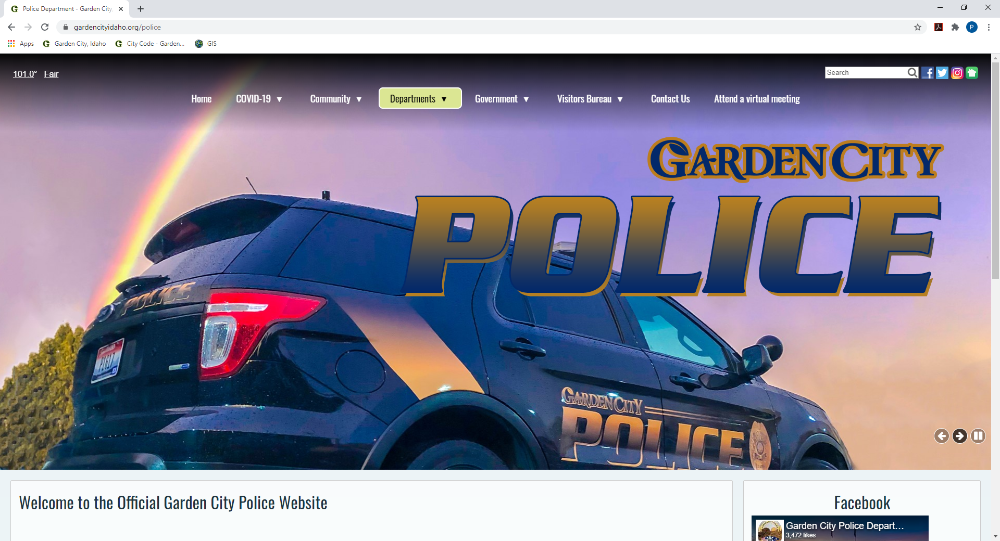 Police Department - Garden City,
gardencityidaho.org/police
Apps
Garden City, Idaho
City Code - Garden...
GIS
P
101.0° Fair
Search
Home
COVID-19 ▼
Community ▼
Departments ▼
Government ▼
Visitors Bureau ▼
Contact Us
Attend a virtual meeting
GARDEN CITY
POLICE
POLICE
GARDEN CITY
POLICE
Welcome to the Official Garden City Police Website
Facebook
Garden City Police Depart...
3,472 likes